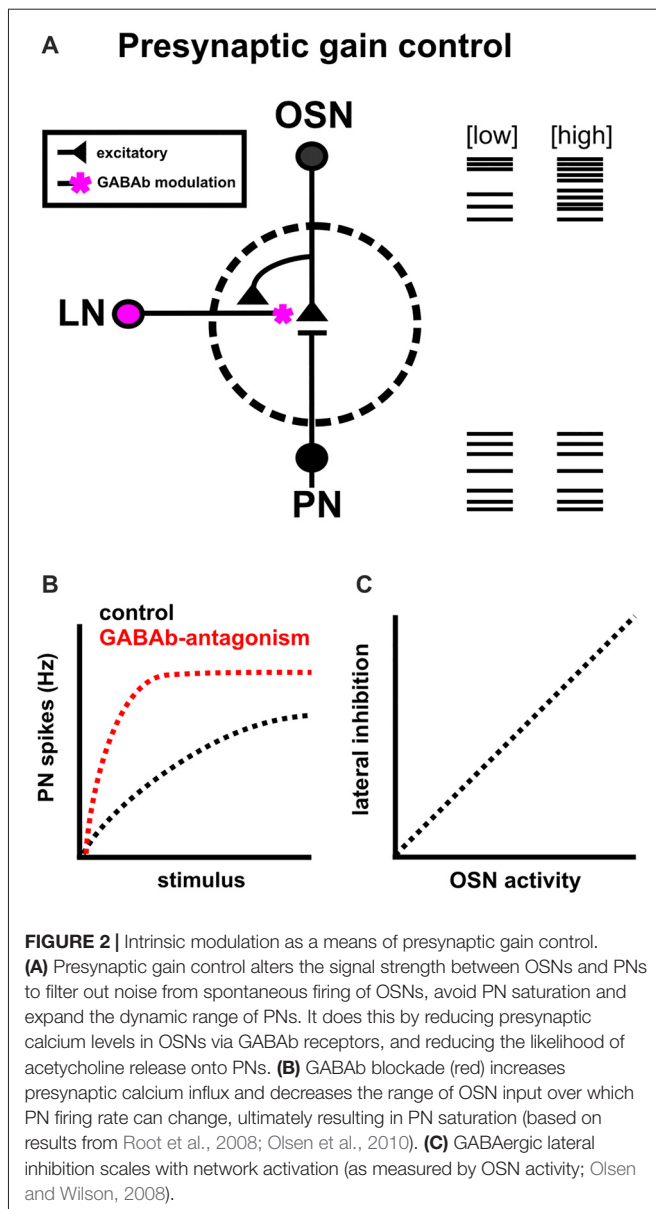 A Presynaptic gain control
OSN
[low] [high]
excitatory
GABAb modulation
LN
PN
B
control
GABAb-antagonism
PN spikes (Hz)
stimulus
C
lateral inhibition
OSN activity
FIGURE 2 | Intrinsic modulation as a means of presynaptic gain control.
(A) Presynaptic gain control alters the signal strength between OSNs and PNs
to filter out noise from spontaneous firing of OSNs, avoid PN saturation and
expand the dynamic range of PNs. It does this by reducing presynaptic
calcium levels in OSNs via GABAb receptors, and reducing the likelihood of
acetycholine release onto PNs. (B) GABAb blockade (red) increases
presynaptic calcium influx and decreases the range of OSN input over which
PN firing rate can change, ultimately resulting in PN saturation (based on
results from Root et al., 2008; Olsen et al., 2010). (C) GABAergic lateral
inhibition scales with network activation (as measured by OSN activity; Olsen
and Wilson, 2008).